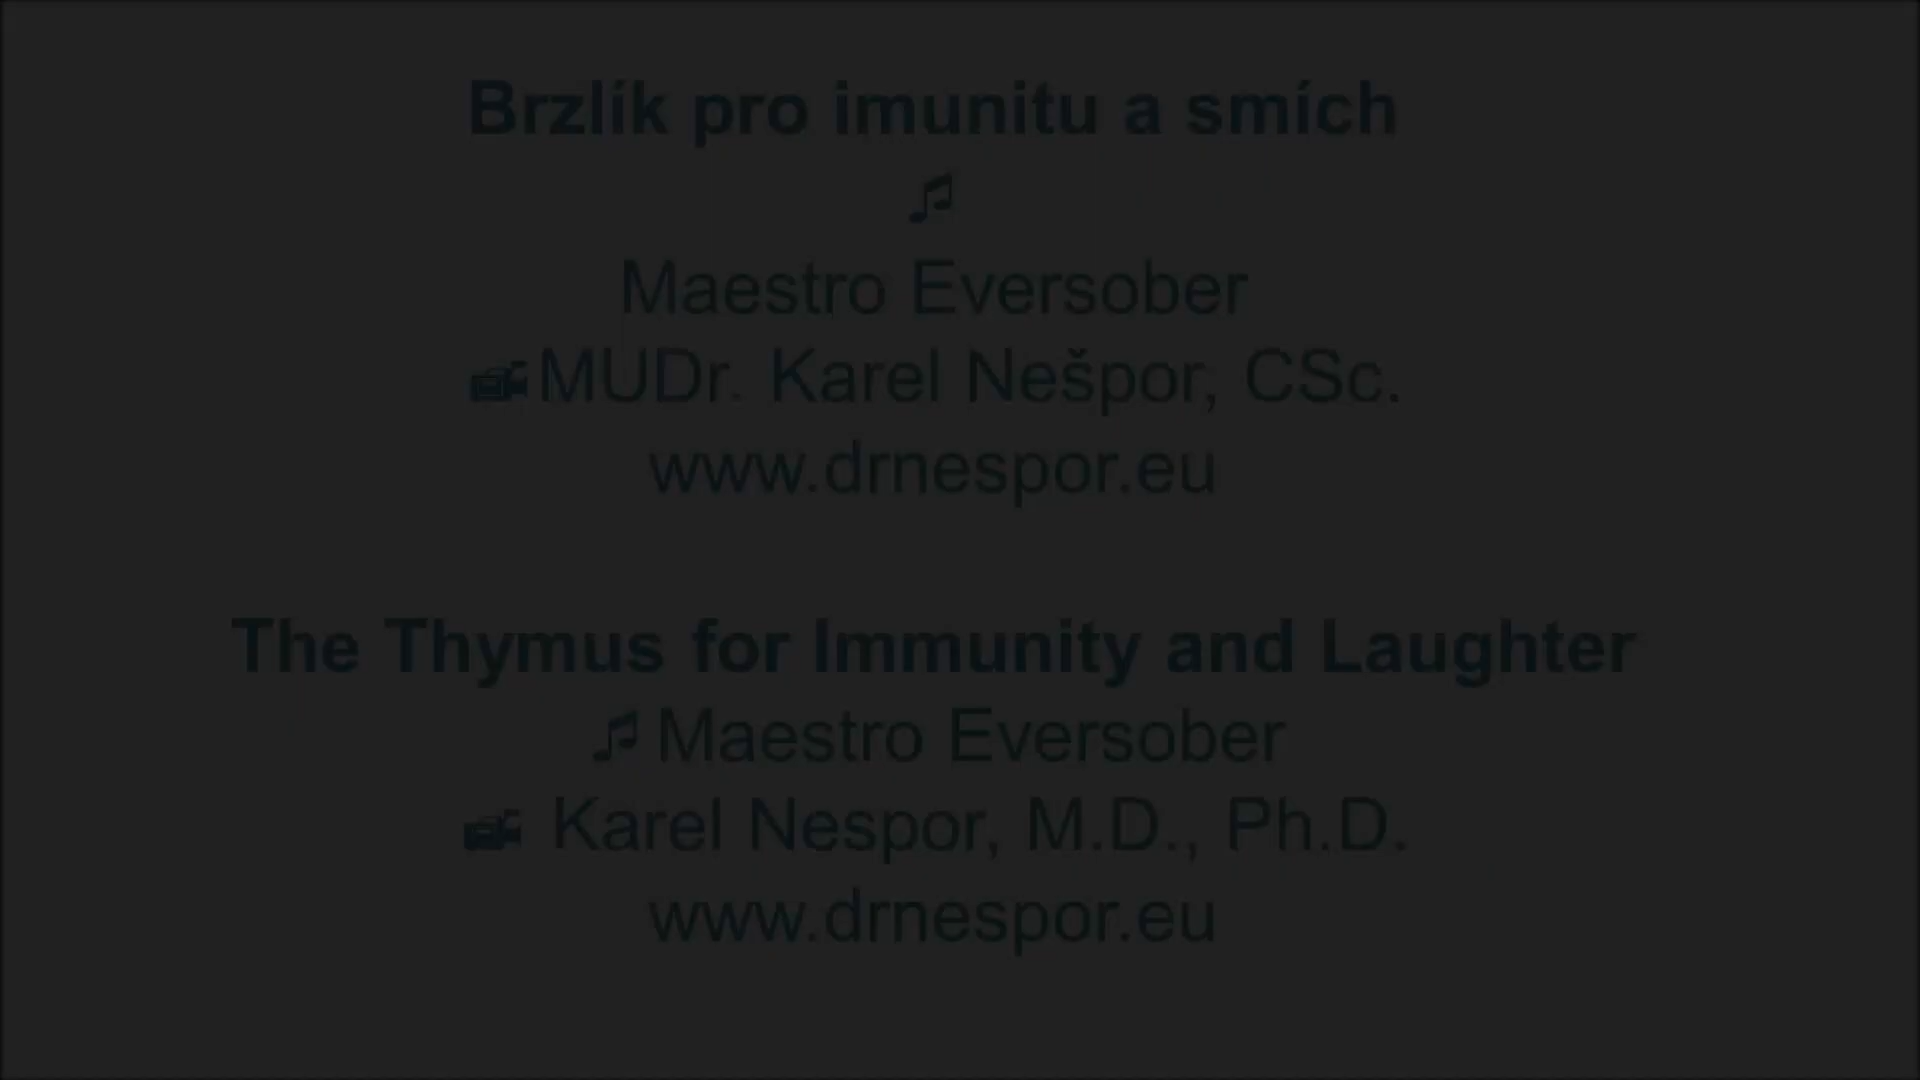 Brzlík pro imunitu a smích
♫
Maestro Eversober
🎥MUDr. Karel Nešpor, CSc.
www.drnespor.eu
The Thymus for Immunity and Laughter
♫ Maestro Eversober
🎥 Karel Nespor, M.D., Ph.D.
www.drnespor.eu